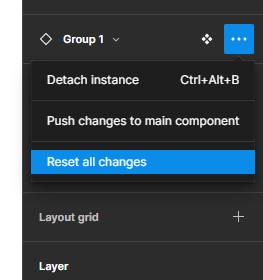 Group 1
Detach instance Ctrl+Alt+B
Push changes to main component
Reset all changes
Layout grid
Layer